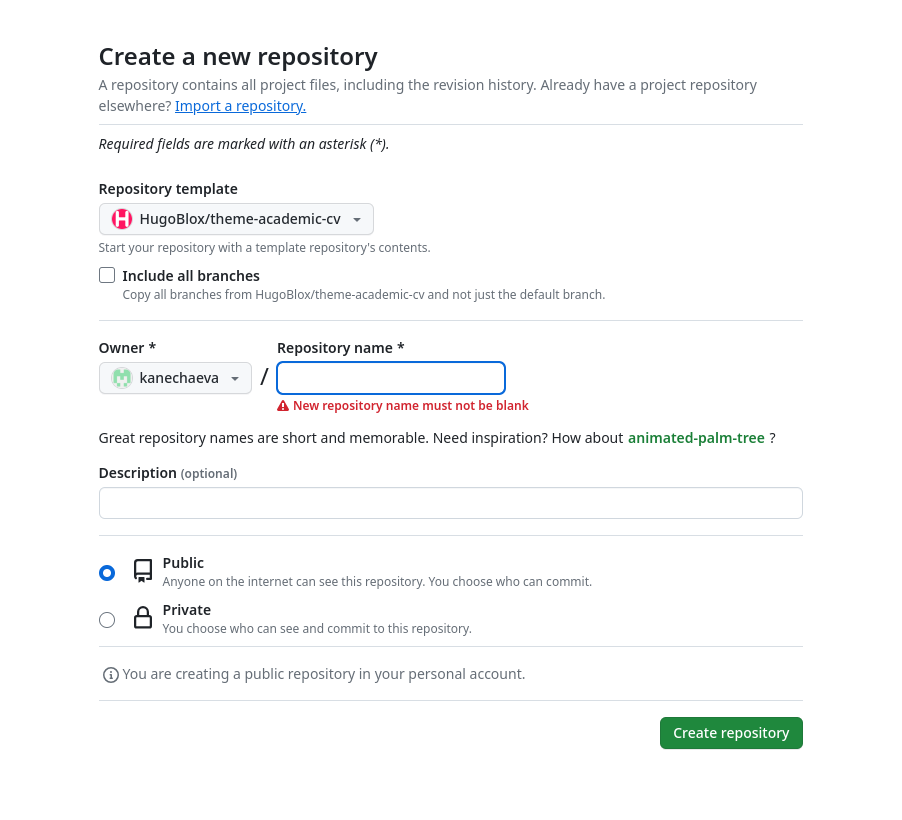 Create a new repository
A repository contains all project files, including the revision history. Already have a project repository
elsewhere? Import a repository.
Required fields are marked with an asterisk (*).
Repository template
HugoBlox/theme-academic-cv
Start your repository with a template repository's contents.
Include all branches
Copy all branches from HugoBlox/theme-academic-cv and not just the default branch.
Owner * Repository name *
kanechaeva /
New repository name must not be blank
Great repository names are short and memorable. Need inspiration? How about animated-palm-tree ?
Description (optional)
Public
Anyone on the internet can see this repository. You choose who can commit.
Private
You choose who can see and commit to this repository.
You are creating a public repository in your personal account.
Create repository